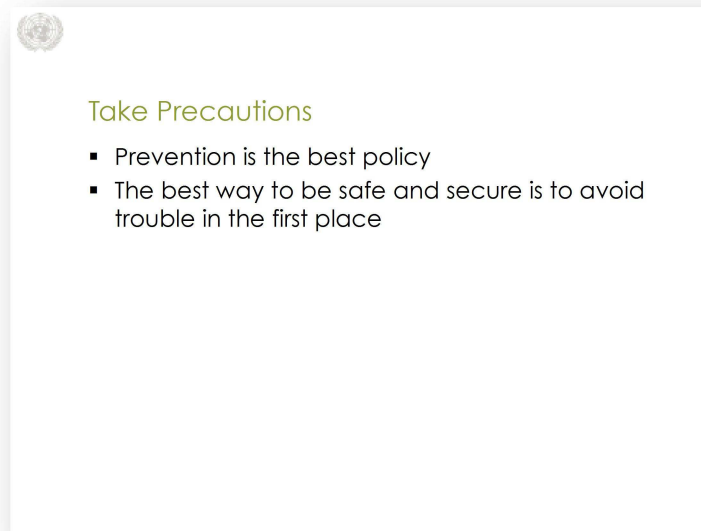 Take Precautions
▪ Prevention is the best policy
▪ The best way to be safe and secure is to avoid
trouble in the first place